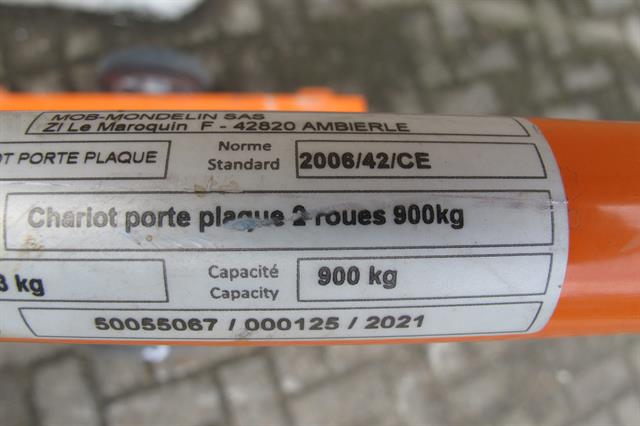 MOB-MONDELIN SAS
ZI Le Maroquin F - 42820 AMBIERLE
OT PORTE PLAQUE
Norme
Standard
2006/42/CE
Chariot porte plaque 2 roues 900kg
kg
Capacité
Capacity
900 kg
50055067 / 000125 / 2021